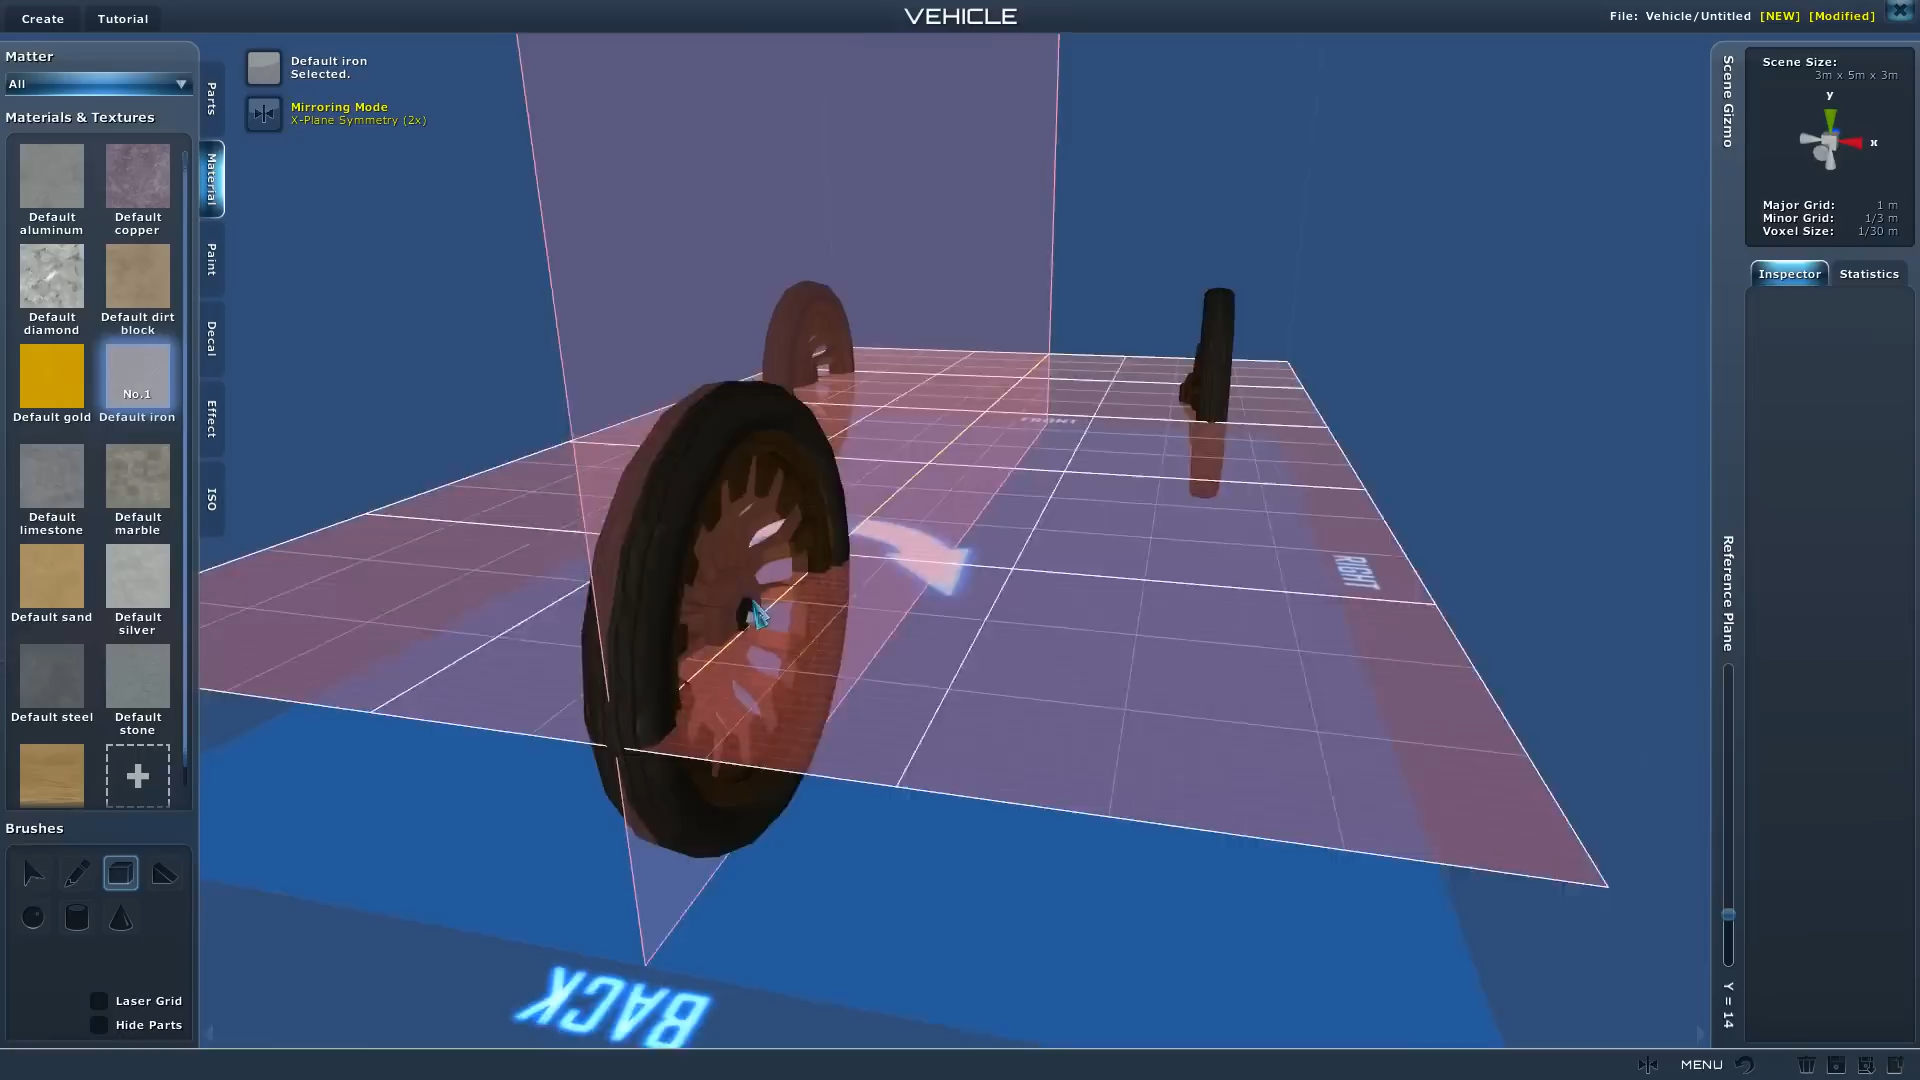 Create
Tutorial
VEHICLE
File: Vehicle/Untitled [NEW] [Modified]
Matter
All
Materials & Textures
Default aluminum
Default copper
Default diamond
Default dirt block
Default gold
No.1
Default iron
Default limestone
Default marble
Default sand
Default silver
Default steel
Default stone
Brushes
Laser Grid
Hide Parts
Parts
Material
Paint
Decal
Effect
ISO
Default iron
Selected.
Mirroring Mode
X-Plane Symmetry (2x)
FRONT
RIGHT
BACK
Scene Gizmo
Scene Size:
3m x 5m x 3m
y
x
Major Grid: 1 m
Minor Grid: 1/3 m
Voxel Size: 1/30 m
Inspector
Statistics
Reference Plane
Y = 14
MENU